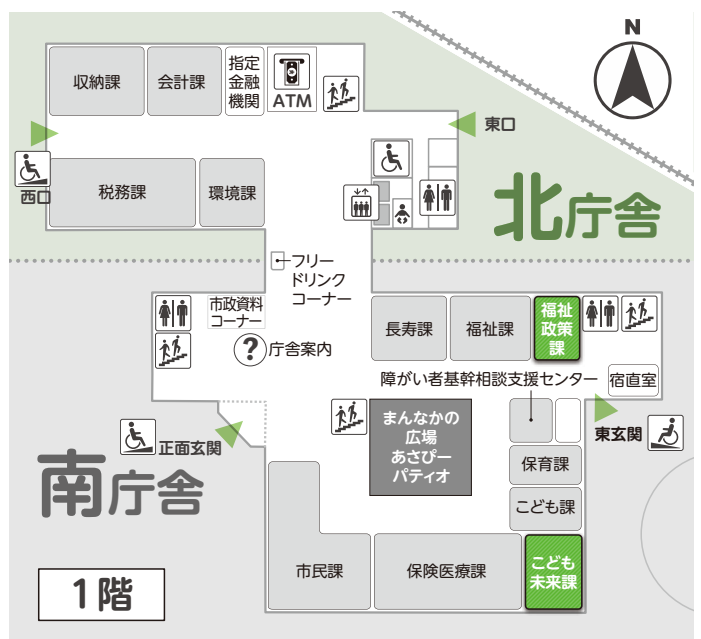 N
収納課
会計課
指定
金融
機関
ATM
東口
西口
税務課
環境課
北庁舎
フリー
ドリンク
コーナー
市政資料
コーナー
?
庁舎案内
長寿課
福祉課
福祉
政策
課
障がい者基幹相談支援センター
宿直室
正面玄関
まんなかの
広場
あさぴー
パティオ
東玄関
保育課
こども課
南庁舎
市民課
保険医療課
こども
未来課
1階